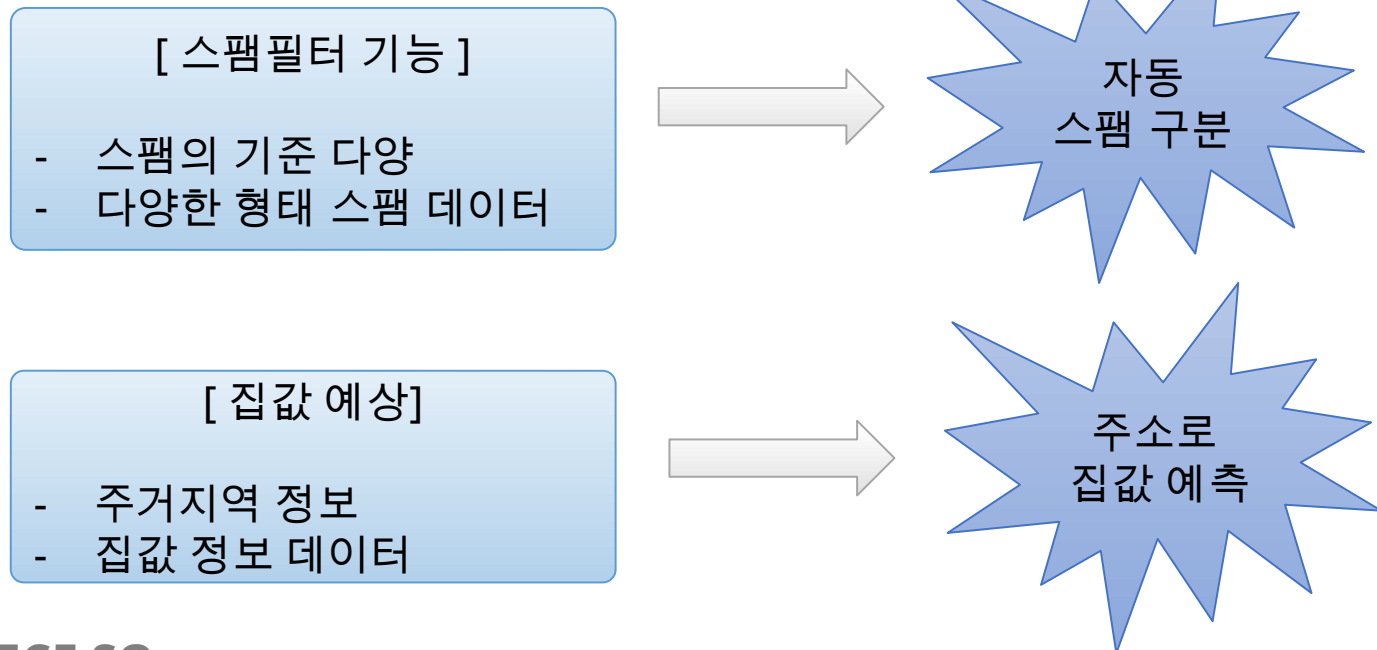 [ 스팸필터 기능 ]
- 스팸의 기준 다양
- 다양한 형태 스팸 데이터
자동
스팸 구분
[ 집값 예상]
- 주거지역 정보
- 집값 정보 데이터
주소로
집값 예측